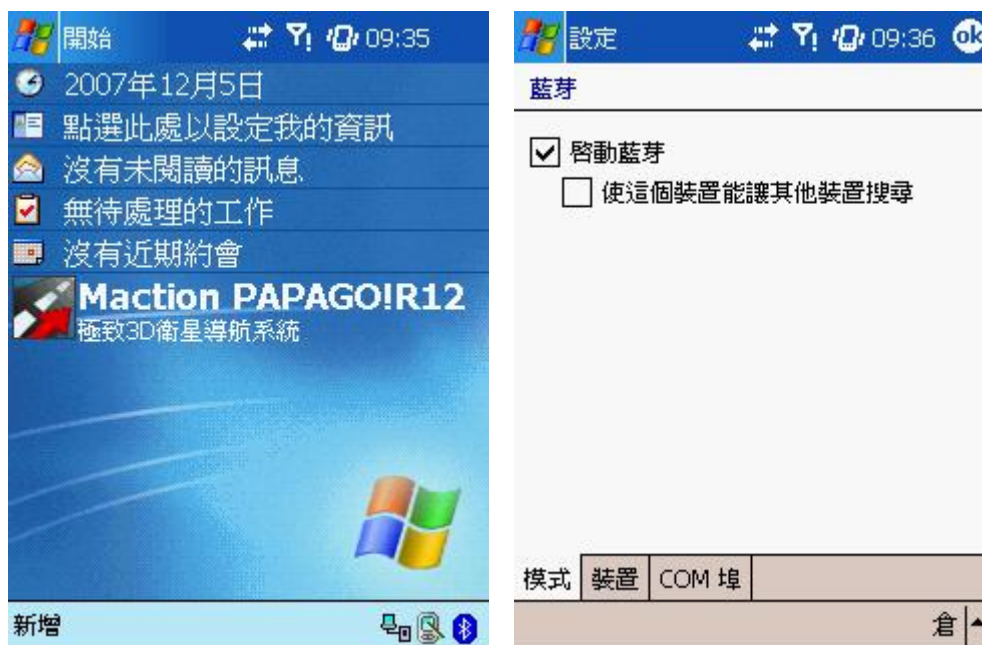 開始 09:35
2007年12月5日
點選此處以設定我的資訊
沒有未閱讀的訊息
無待處理的工作
沒有近期約會
Maction PAPAGO!R12
極致3D衛星導航系統
新增
設定 09:36 ok
藍芽
啓動藍芽
使這個裝置能讓其他裝置搜尋
模式 裝置 COM 埠
倉